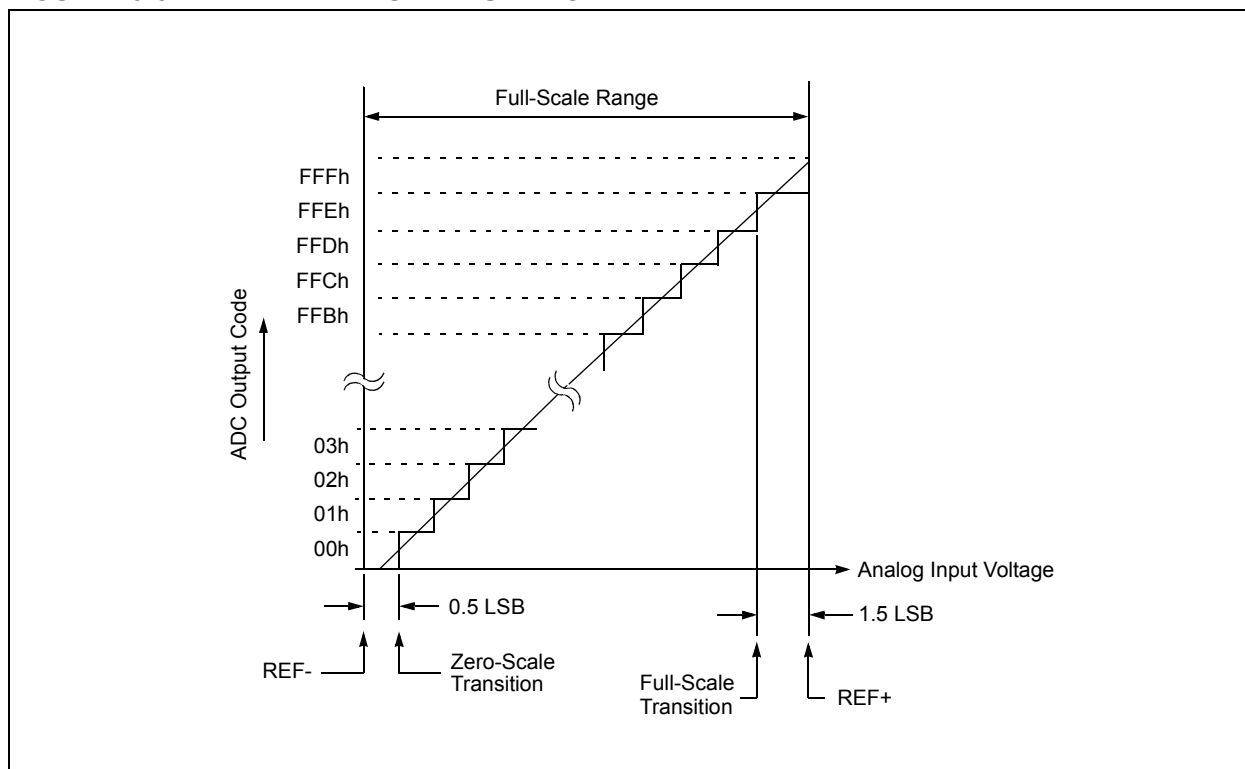 Full-Scale Range
FFFh
FFEh
FFDh
FFCh
FFBh
ADC Output Code
03h
02h
01h
00h
Analog Input Voltage
0.5 LSB
1.5 LSB
REF-
Zero-Scale
Transition
Full-Scale
Transition
REF+